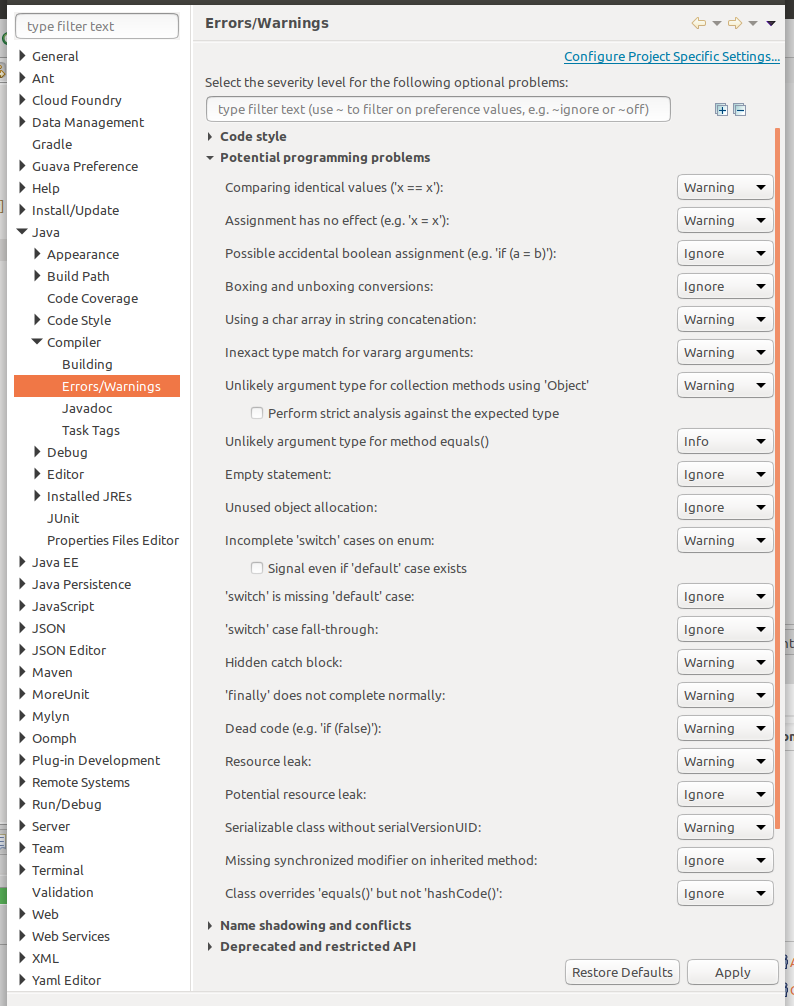 type filter text
General
Ant
Cloud Foundry
Data Management
Gradle
Guava Preference
Help
Install/Update
Java
Appearance
Build Path
Code Coverage
Code Style
Compiler
Building
Errors/Warnings
Javadoc
Task Tags
Debug
Editor
Installed JREs
JUnit
Properties Files Editor
Java EE
Java Persistence
JavaScript
JSON
JSON Editor
Maven
MoreUnit
Mylyn
Oomph
Plug-in Development
Remote Systems
Run/Debug
Server
Team
Terminal
Validation
Web
Web Services
XML
Yaml Editor
Errors/Warnings
Configure Project Specific Settings...
Select the severity level for the following optional problems:
type filter text (use ~ to filter on preference values, e.g. ~ignore or ~off)
Code style
Potential programming problems
Comparing identical values ('x == x'): Warning
Assignment has no effect (e.g. 'x = x'): Warning
Possible accidental boolean assignment (e.g. 'if (a = b)'): Ignore
Boxing and unboxing conversions: Ignore
Using a char array in string concatenation: Warning
Inexact type match for vararg arguments: Warning
Unlikely argument type for collection methods using 'Object' Warning
Perform strict analysis against the expected type
Unlikely argument type for method equals() Info
Empty statement: Ignore
Unused object allocation: Ignore
Incomplete 'switch' cases on enum: Warning
Signal even if 'default' case exists
'switch' is missing 'default' case: Ignore
'switch' case fall-through: Ignore
Hidden catch block: Warning
'finally' does not complete normally: Warning
Dead code (e.g. 'if (false)'): Warning
Resource leak: Warning
Potential resource leak: Ignore
Serializable class without serialVersionUID: Warning
Missing synchronized modifier on inherited method: Ignore
Class overrides 'equals()' but not 'hashCode()': Ignore
Name shadowing and conflicts
Deprecated and restricted API
Restore Defaults Apply